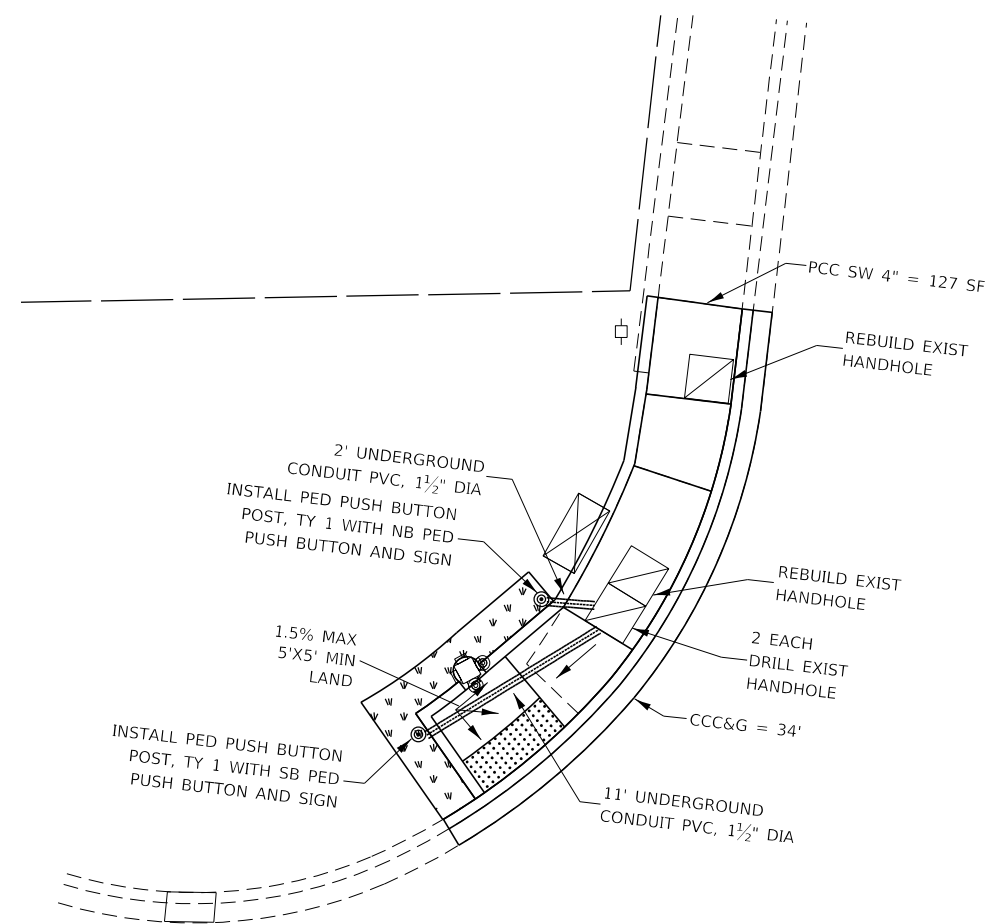 PCC SW 4" = 127 SF
REBUILD EXIST
HANDHOLE
2' UNDERGROUND
CONDUIT PVC, 1½" DIA
INSTALL PED PUSH BUTTON
POST, TY 1 WITH NB PED
PUSH BUTTON AND SIGN
REBUILD EXIST
HANDHOLE
1.5% MAX
5'X5' MIN
LAND
2 EACH
DRILL EXIST
HANDHOLE
CCC&G = 34'
INSTALL PED PUSH BUTTON
POST, TY 1 WITH SB PED
PUSH BUTTON AND SIGN
11' UNDERGROUND
CONDUIT PVC, 1½" DIA